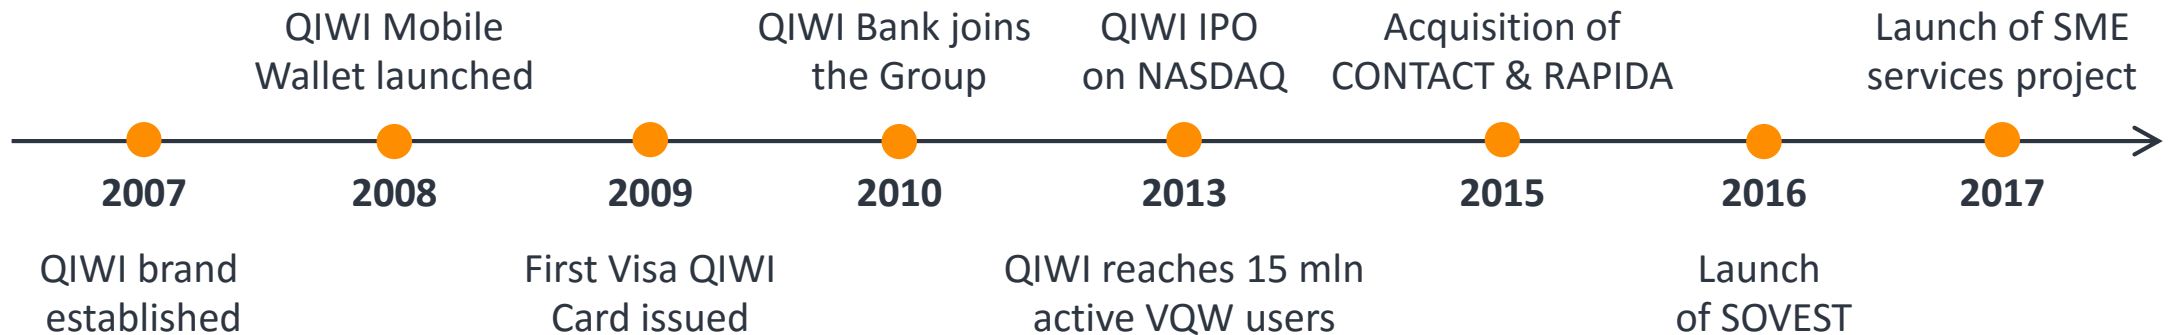 QIWI Mobile
Wallet launched
QIWI Bank joins
the Group
QIWI IPO
on NASDAQ
Acquisition of
CONTACT & RAPIDA
Launch of SME
services project
2007
2008
2009
2010
2013
2015
2016
2017
QIWI brand
established
First Visa QIWI
Card issued
QIWI reaches 15 mln
active VQW users
Launch
of SOVEST